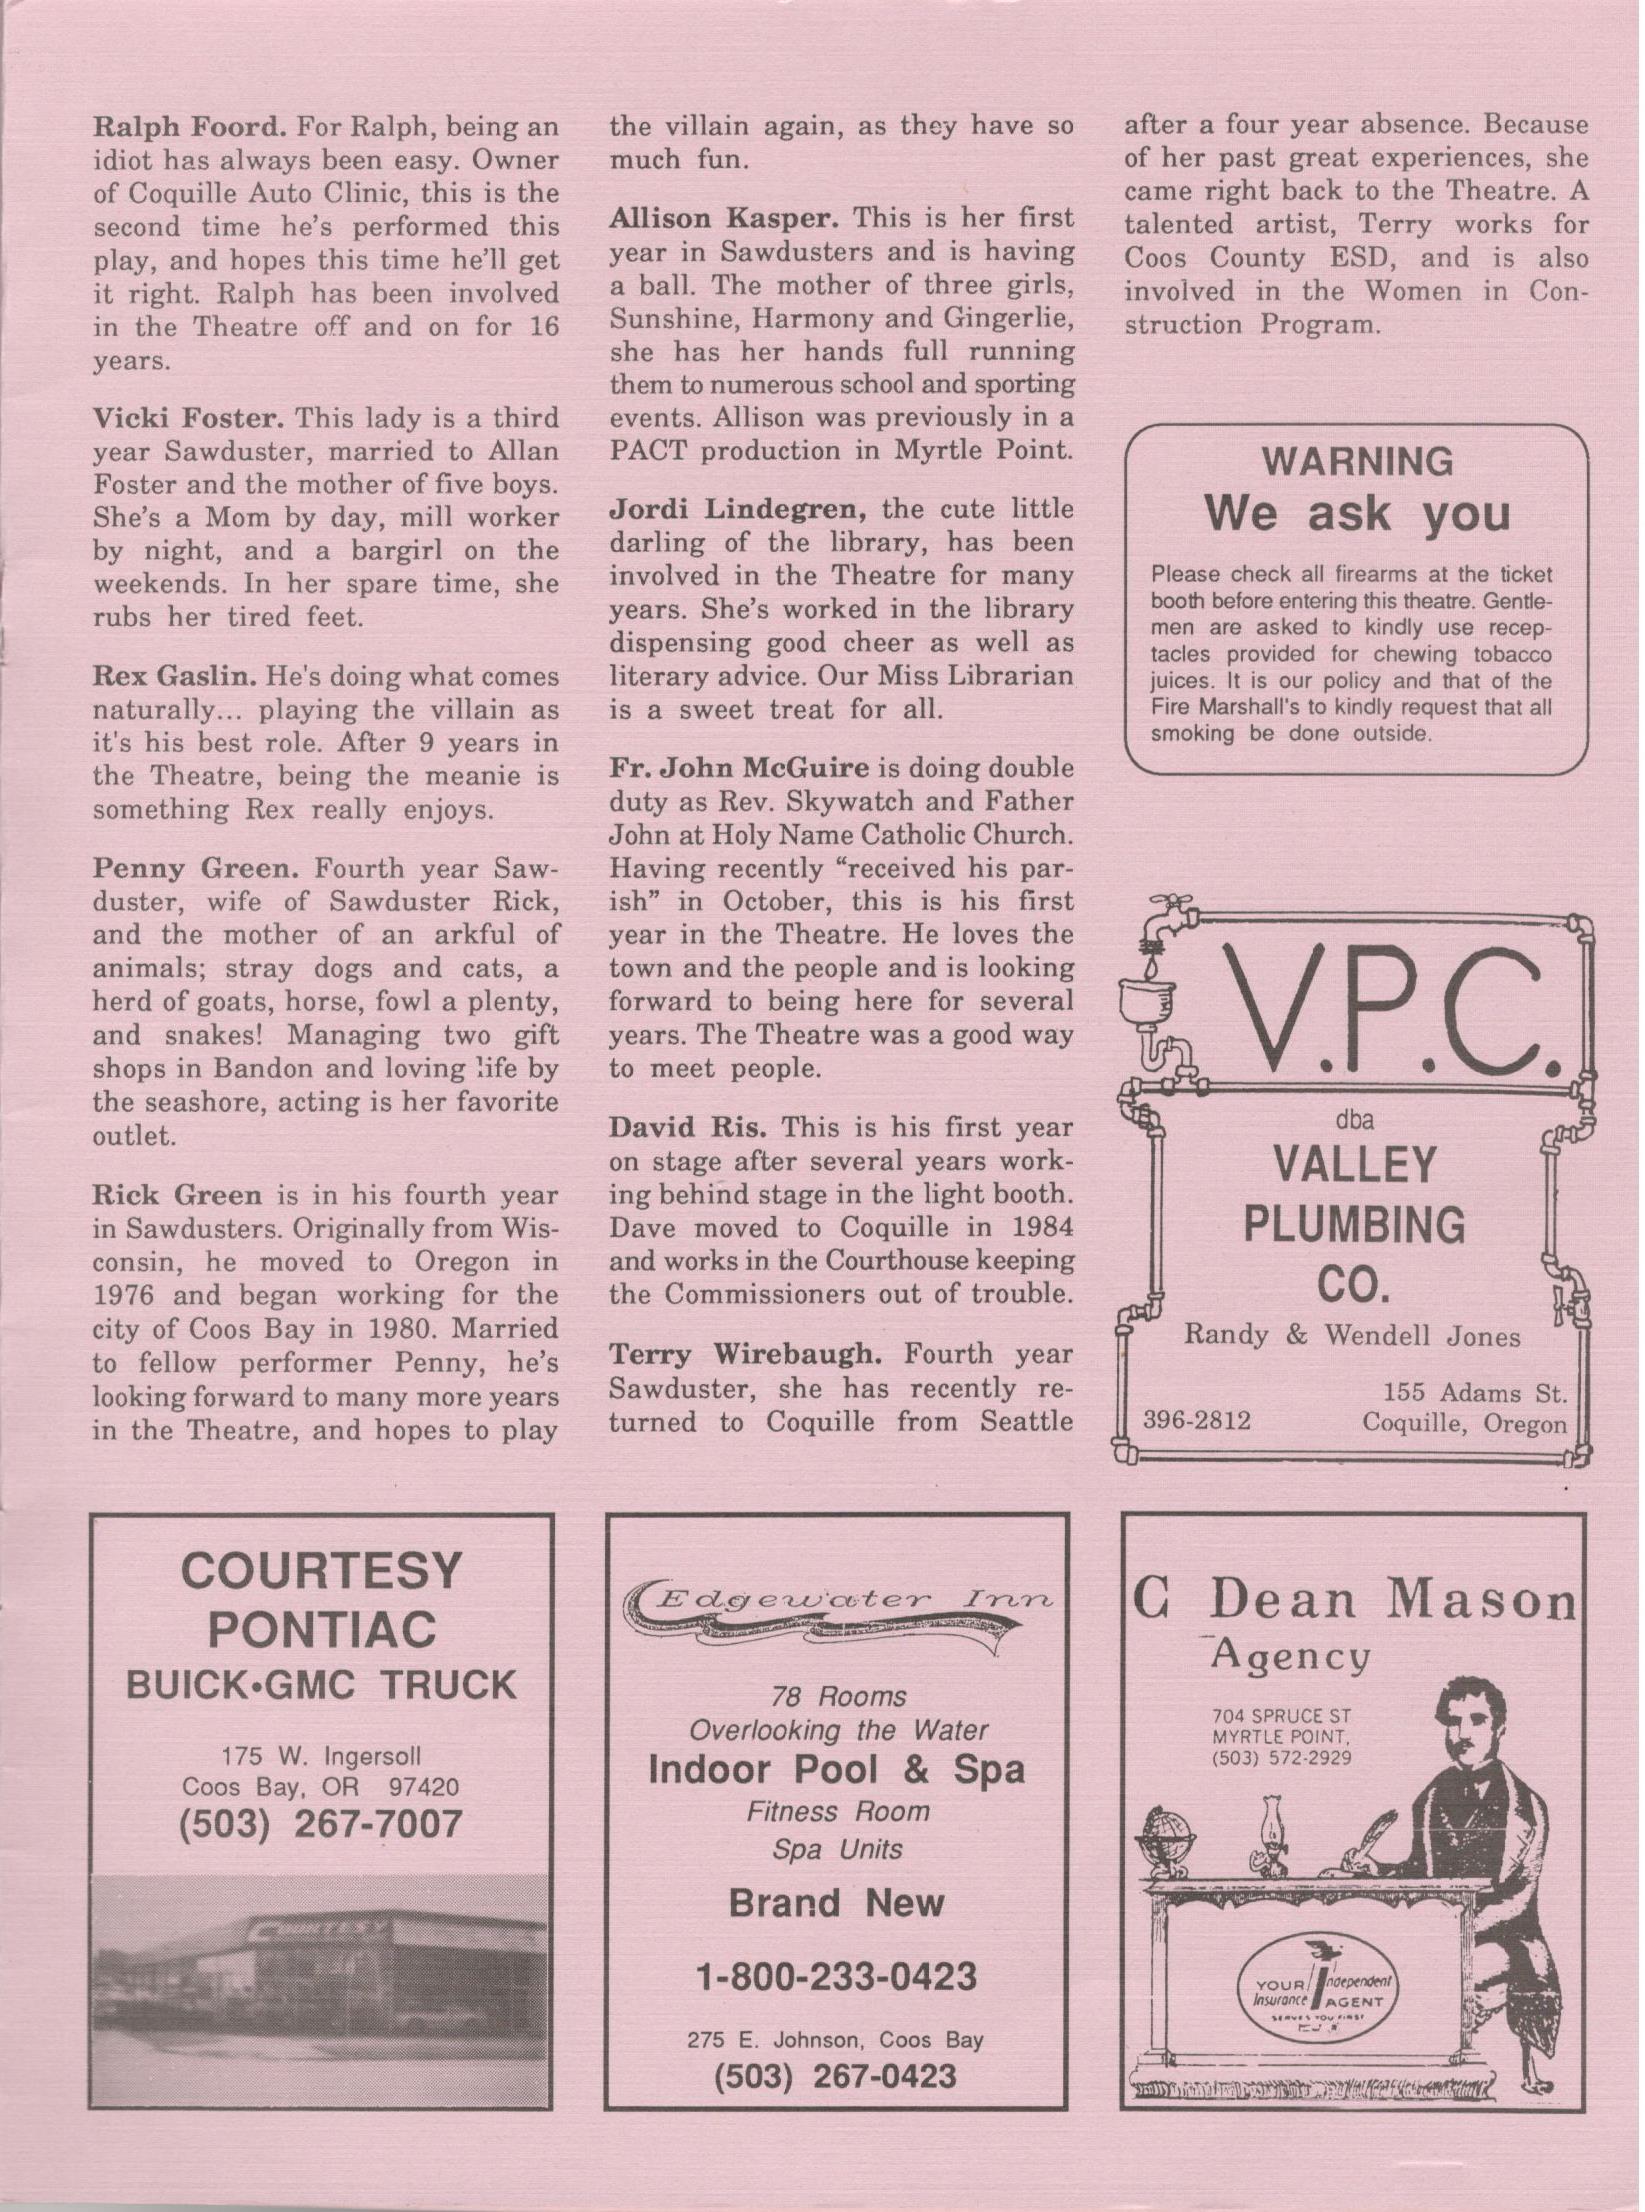 Ralph Foord. For Ralph, being an
idiot has always been easy. Owner
of Coquille Auto Clinic, this is the
second time he's performed this
play, and hopes this time he'll get
it right. Ralph has been involved
in the Theatre off and on for 16
years.
Vicki Foster. This lady is a third
year Sawduster, married to Allan
Foster and the mother of five boys.
She's a Mom by day, mill worker
by night, and a bargirl on the
weekends. In her spare time, she
rubs her tired feet.
Rex Gaslin. He's doing what comes
naturally... playing the villain as
it's his best role. After 9 years in
the Theatre, being the meanie is
something Rex really enjoys.
Penny Green. Fourth year Saw-
duster, wife of Sawduster Rick,
and the mother of an arkful of
animals; stray dogs and cats, a
herd of goats, horse, fowl a plenty,
and snakes! Managing two gift
shops in Bandon and loving life by
the seashore, acting is her favorite
outlet.
Rick Green is in his fourth year
in Sawdusters. Originally from Wis-
consin, he moved to Oregon in
1976 and began working for the
city of Coos Bay in 1980. Married
to fellow performer Penny, he's
looking forward to many more years
in the Theatre, and hopes to play
the villain again, as they have so
much fun.
Allison Kasper. This is her first
year in Sawdusters and is having
a ball. The mother of three girls,
Sunshine, Harmony and Gingerlie,
she has her hands full running
them to numerous school and sporting
events. Allison was previously in a
PACT production in Myrtle Point.
Jordi Lindegren, the cute little
darling of the library, has been
involved in the Theatre for many
years. She's worked in the library
dispensing good cheer as well as
literary advice. Our Miss Librarian
is a sweet treat for all.
Fr. John McGuire is doing double
duty as Rev. Skywatch and Father
John at Holy Name Catholic Church.
Having recently “received his par-
ish” in October, this is his first
year in the Theatre. He loves the
town and the people and is looking
forward to being here for several
years. The Theatre was a good way
to meet people.
David Ris. This is his first year
on stage after several years work-
ing behind stage in the light booth.
Dave moved to Coquille in 1984
and works in the Courthouse keeping
the Commissioners out of trouble.
Terry Wirebaugh. Fourth year
Sawduster, she has recently re-
turned to Coquille from Seattle
after a four year absence. Because
of her past great experiences, she
came right back to the Theatre. A
talented artist, Terry works for
Coos County ESD, and is also
involved in the Women in Con-
struction Program.
WARNING
We ask you
Please check all firearms at the ticket
booth before entering this theatre. Gentle-
men are asked to kindly use recep-
tacles provided for chewing tobacco
juices. It is our policy and that of the
Fire Marshall's to kindly request that all
smoking be done outside.
V.P.C.
dba
VALLEY
PLUMBING
CO.
Randy & Wendell Jones
155 Adams St.
396-2812 Coquille, Oregon
COURTESY
PONTIAC
BUICK•GMC TRUCK
175 W. Ingersoll
Coos Bay, OR 97420
(503) 267-7007
COURTESY
Edgewater Inn
78 Rooms
Overlooking the Water
Indoor Pool & Spa
Fitness Room
Spa Units
Brand New
1-800-233-0423
275 E. Johnson, Coos Bay
(503) 267-0423
C Dean Mason
Agency
704 SPRUCE ST
MYRTLE POINT,
(503) 572-2929
YOUR Independent
Insurance AGENT
SERVES YOU FIRST